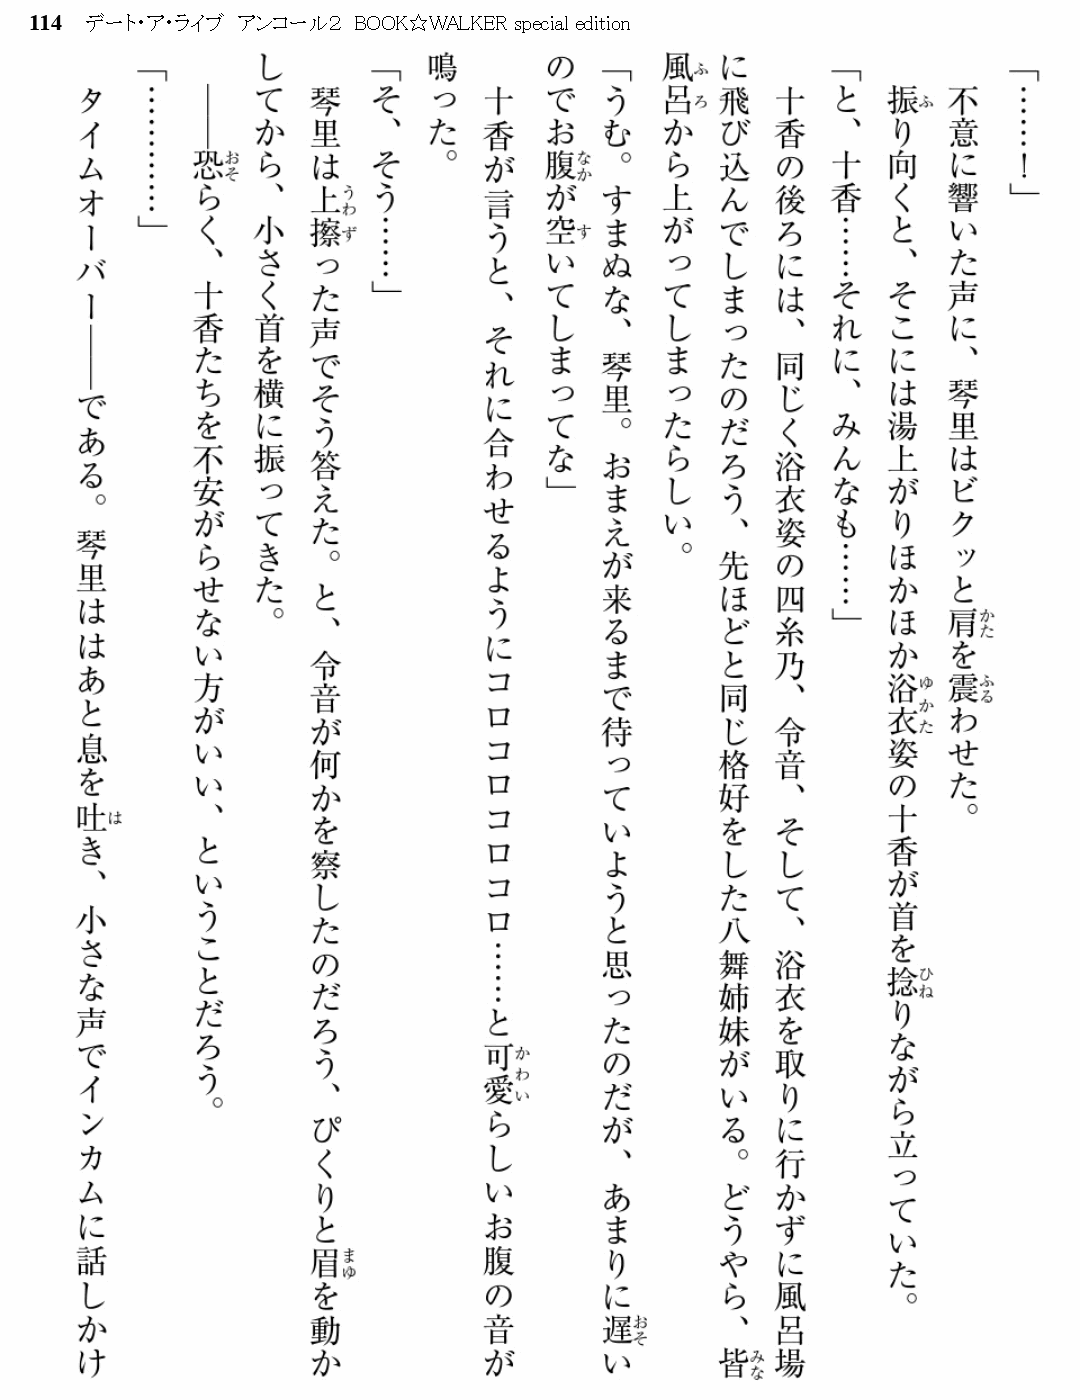 114 デート・ア・ライブ アンコール2 BOOK☆WALKER special edition
「……！」
不意に響いた声に、琴里はビクッと肩を震わせた。
振り向くと、そこには湯上がりほかほか浴衣姿の十香が首を捻りながら立っていた。
「と、十香……それに、みんなも……」
十香の後ろには、同じく浴衣姿の四糸乃、令音、そして、浴衣を取りに行かずに風呂場
に飛び込んでしまったのだろう、先ほどと同じ格好をした八舞姉妹がいる。どうやら、皆
風呂から上がってしまったらしい。
「うむ。すまぬな、琴里。おまえが来るまで待っていようと思ったのだが、あまりに遅い
のでお腹が空いてしまってな」
十香が言うと、それに合わせるようにコロコロコロコロ……と可愛らしいお腹の音が
鳴った。
「そ、そう……」
琴里は上擦った声でそう答えた。と、令音が何かを察したのだろう、ぴくりと眉を動か
してから、小さく首を横に振ってきた。
――恐らく、十香たちを不安がらせない方がいい、ということだろう。
「…………」
タイムオーバー――である。琴里ははあと息を吐き、小さな声でインカムに話しかけ